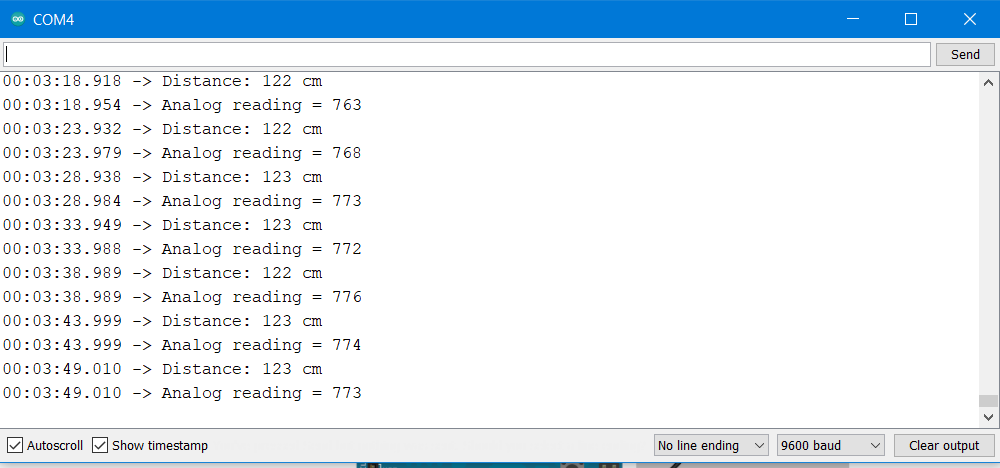 COM4
Send
00:03:18.918 -> Distance: 122 cm
00:03:18.954 -> Analog reading = 763
00:03:23.932 -> Distance: 122 cm
00:03:23.979 -> Analog reading = 768
00:03:28.938 -> Distance: 123 cm
00:03:28.984 -> Analog reading = 773
00:03:33.949 -> Distance: 123 cm
00:03:33.988 -> Analog reading = 772
00:03:38.989 -> Distance: 122 cm
00:03:38.989 -> Analog reading = 776
00:03:43.999 -> Distance: 123 cm
00:03:43.999 -> Analog reading = 774
00:03:49.010 -> Distance: 123 cm
00:03:49.010 -> Analog reading = 773
Autoscroll Show timestamp No line ending 9600 baud Clear output